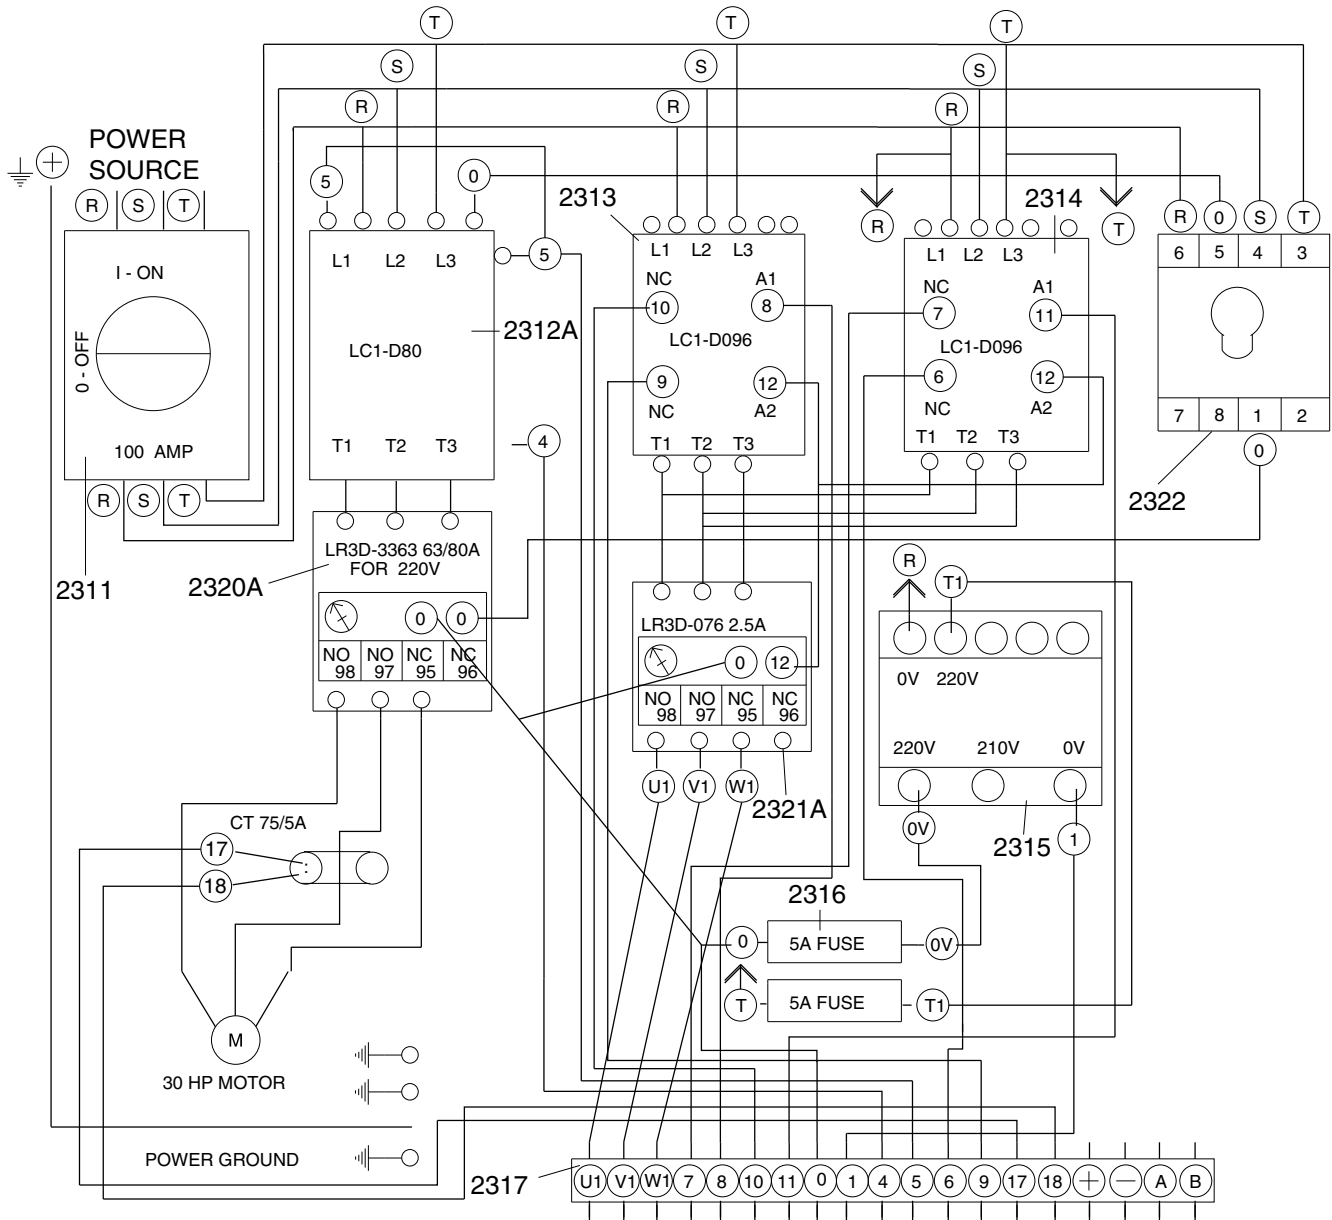 T T T
S S S
R R R
POWER
SOURCE
+
5 0
2313 2314
R S T
R T
R 0 S T
I - ON
0 - OFF
100 AMP
R S T
2311
L1 L2 L3
5
2312A
LC1-D80
4
T1 T2 T3
L1 L2 L3
NC A1
10 8
LC1-D096
9 12
NC A2
T1 T2 T3
L1 L2 L3
NC A1
7 11
LC1-D096
6 12
NC A2
T1 T2 T3
6 5 4 3
7 8 1 2
0
2322
2320A
LR3D-3363 63/80A
FOR 220V
0 0
NO NO NC NC
98 97 95 96
LR3D-076 2.5A
0 12
NO NO NC NC
98 97 95 96
U1 V1 W1
2321A
R T1
0V 220V
220V 210V 0V
0V 1
2315
CT 75/5A
17
18
:
2316
0 5A FUSE 0V
T 5A FUSE T1
M
30 HP MOTOR
POWER GROUND
2317
U1 V1 W1 7 8 10 11 0 1 4 5 6 9 17 18 + − A B